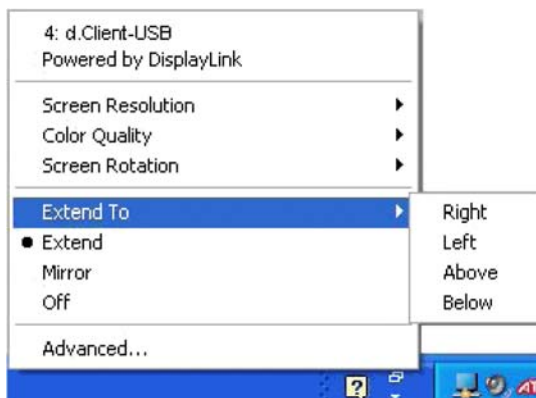 4: d.Client-USB
Powered by DisplayLink
Screen Resolution
Color Quality
Screen Rotation
Extend To
Extend
Mirror
Off
Advanced...
Right
Left
Above
Below
?